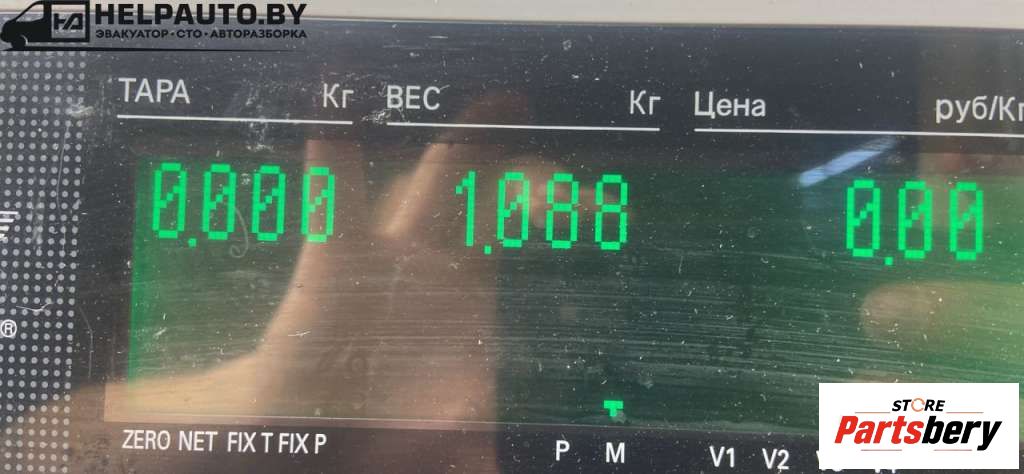 HELPAUTO.BY
ЭВАКУАТОР·СТО·АВТОРАЗБОРКА
ТАРА Кг ВЕС Кг Цена руб/Кг
0.000 1.088 0.00
®
ZERO NET FIX T FIX P P M V1 V2
STORE
Partsbery